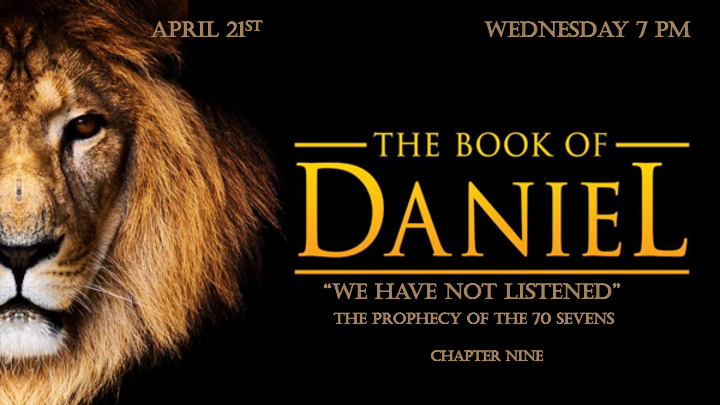 APRIL 21ST
WEDNESDAY 7 PM
THE BOOK OF
DANIEL
“WE HAVE NOT LISTENED”
THE PROPHECY OF THE 70 SEVENS
CHAPTER NINE